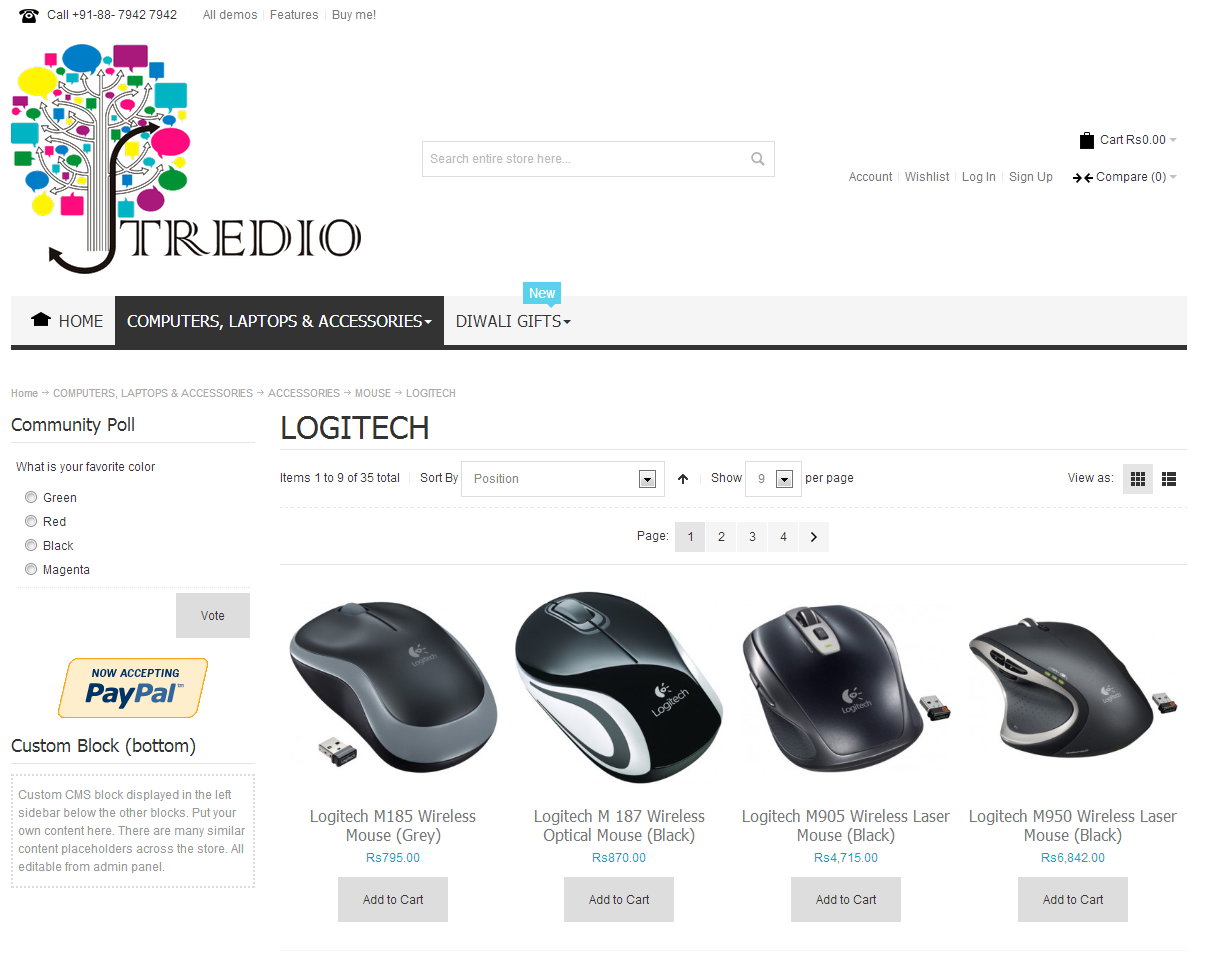 Call +91-88- 7942 7942 All demos Features Buy me!
TREDIO
Search entire store here...
Cart Rs0.00
Account Wishlist Log In Sign Up Compare (0)
New
HOME COMPUTERS, LAPTOPS & ACCESSORIES DIWALI GIFTS
Home → COMPUTERS, LAPTOPS & ACCESSORIES → ACCESSORIES → MOUSE → LOGITECH
Community Poll
What is your favorite color
Green
Red
Black
Magenta
Vote
NOW ACCEPTING
PayPal™
Custom Block (bottom)
Custom CMS block displayed in the left
sidebar below the other blocks. Put your
own content here. There are many similar
content placeholders across the store. All
editable from admin panel.
LOGITECH
Items 1 to 9 of 35 total Sort By Position Show 9 per page View as:
Page: 1 2 3 4
Logitech
Logitech
Logitech
Logitech
Logitech M185 Wireless
Mouse (Grey)
Rs795.00
Add to Cart
Logitech M 187 Wireless
Optical Mouse (Black)
Rs870.00
Add to Cart
Logitech M905 Wireless Laser
Mouse (Black)
Rs4,715.00
Add to Cart
Logitech M950 Wireless Laser
Mouse (Black)
Rs6,842.00
Add to Cart